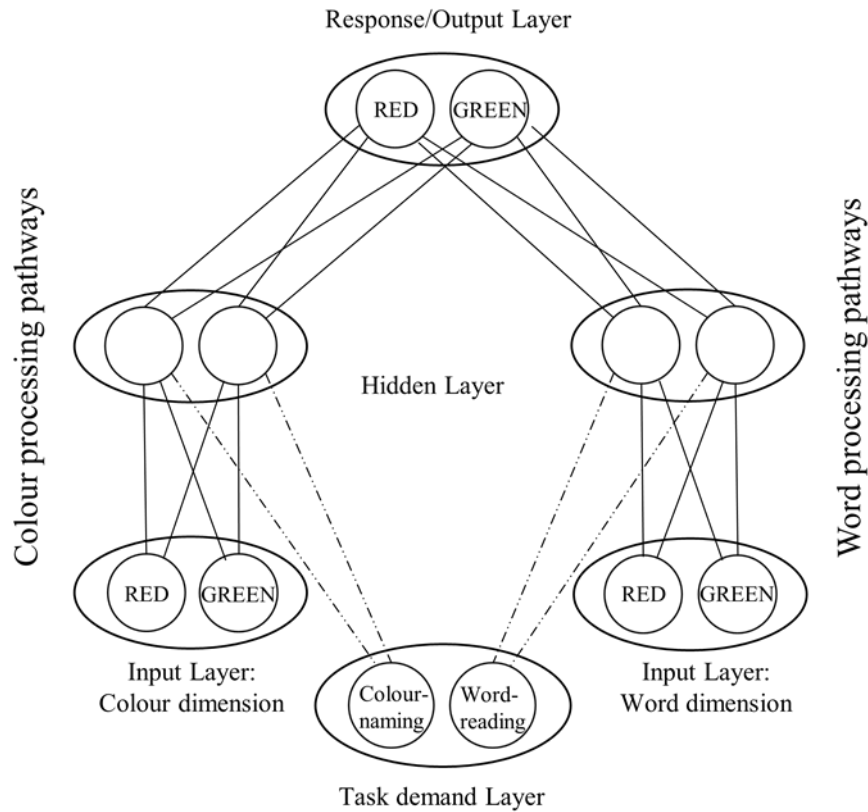 Response/Output Layer
RED
GREEN
Colour processing pathways
Word processing pathways
Hidden Layer
RED
GREEN
RED
GREEN
Input Layer:
Colour dimension
Input Layer:
Word dimension
Colour-
naming
Word-
reading
Task demand Layer